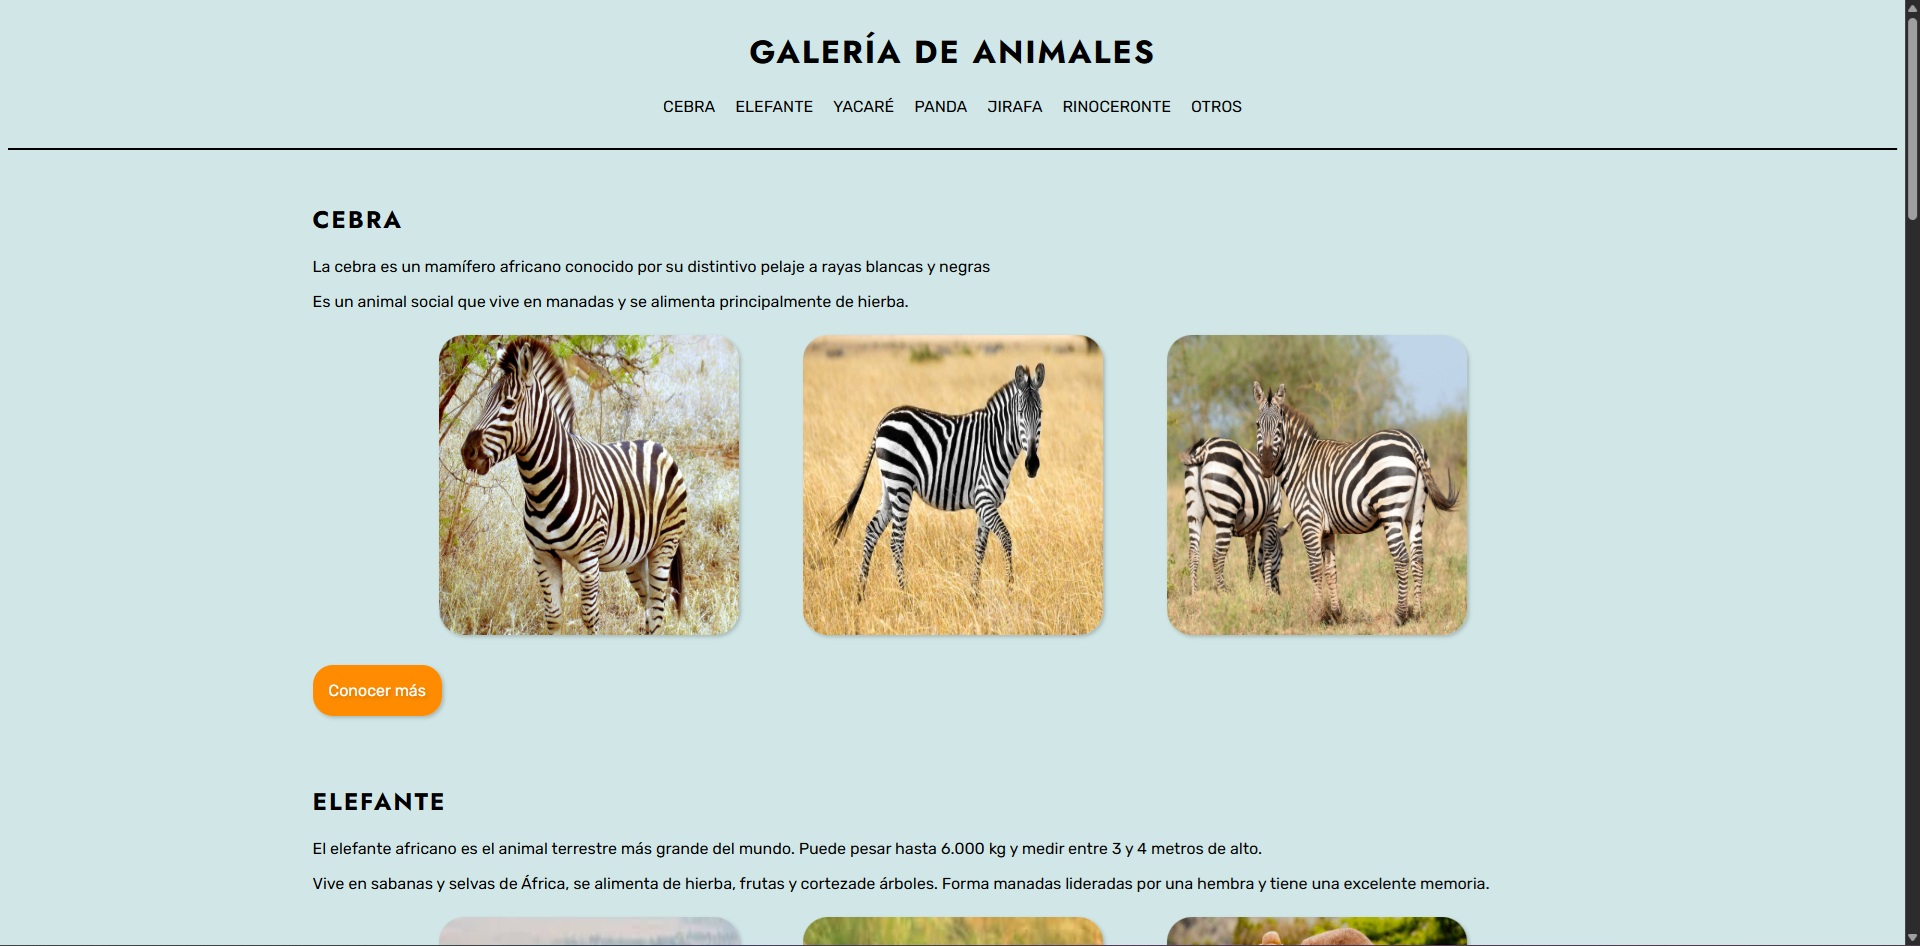 GALERÍA DE ANIMALES
CEBRA ELEFANTE YACARÉ PANDA JIRAFA RINOCERONTE OTROS
CEBRA
La cebra es un mamífero africano conocido por su distintivo pelaje a rayas blancas y negras
Es un animal social que vive en manadas y se alimenta principalmente de hierba.
Conocer más
ELEFANTE
El elefante africano es el animal terrestre más grande del mundo. Puede pesar hasta 6.000 kg y medir entre 3 y 4 metros de alto.
Vive en sabanas y selvas de África, se alimenta de hierba, frutas y cortezade árboles. Forma manadas lideradas por una hembra y tiene una excelente memoria.